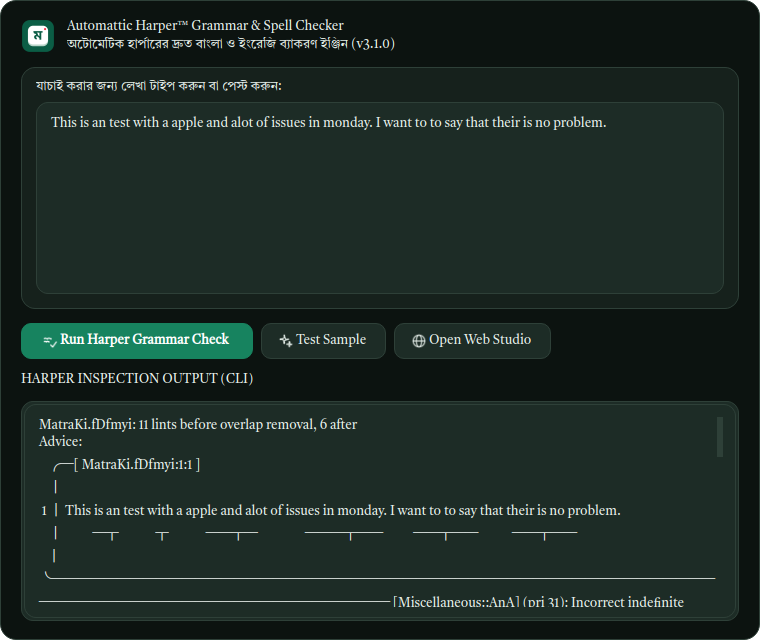 ম
Automattic Harper™ Grammar & Spell Checker
অটোমেটিক হার্পারের দ্রুত বাংলা ও ইংরেজি ব্যাকরণ ইঞ্জিন (v3.1.0)
যাচাই করার জন্য লেখা টাইপ করুন বা পেস্ট করুন:
This is an test with a apple and alot of issues in monday. I want to to say that their is no problem.
Run Harper Grammar Check
Test Sample
Open Web Studio
HARPER INSPECTION OUTPUT (CLI)
MatraKi.fDfmyi: 11 lints before overlap removal, 6 after
Advice:
╭─[ MatraKi.fDfmyi:1:1 ]
1 | This is an test with a apple and alot of issues in monday. I want to to say that their is no problem.
[Miscellaneous::AnA] (pri 31): Incorrect indefinite